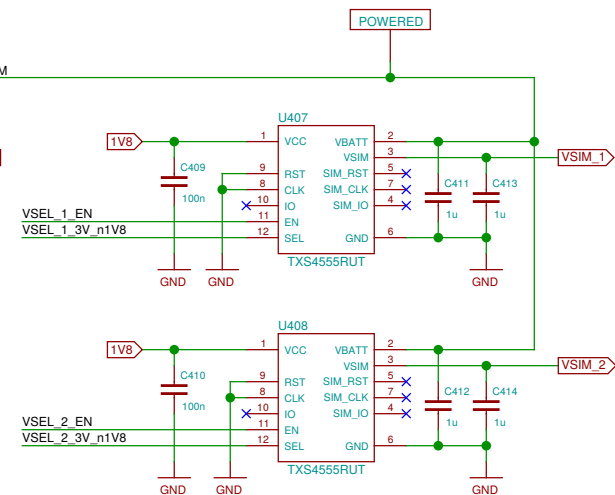 POWERED
M
U407
1V8
1 VCC VBATT 2
VSIM 3
VSIM_1
C409
100n
9 RST SIM_RST 5
8 CLK SIM_CLK 7
10 IO SIM_IO 4
C411
1u
C413
1u
VSEL_1_EN
11 EN
VSEL_1_3V_n1V8
12 SEL GND 6
TXS4555RUT
GND
GND
GND
U408
1V8
1 VCC VBATT 2
VSIM 3
VSIM_2
C410
100n
9 RST SIM_RST 5
8 CLK SIM_CLK 7
10 IO SIM_IO 4
C412
1u
C414
1u
VSEL_2_EN
11 EN
VSEL_2_3V_n1V8
12 SEL GND 6
TXS4555RUT
GND
GND
GND